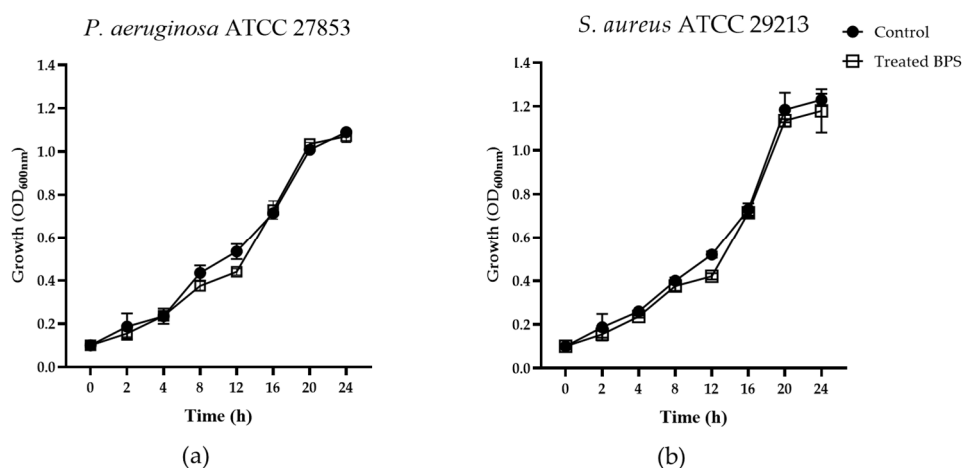 P. aeruginosa ATCC 27853
1.4
1.2
1.0
0.8
0.6
0.4
0.2
0.0
Growth (OD600nm)
0 2 4 8 12 16 20 24
Time (h)
(a)
S. aureus ATCC 29213
Control
Treated BPS
1.4
1.2
1.0
0.8
0.6
0.4
0.2
0.0
Growth (OD600nm)
0 2 4 8 12 16 20 24
Time (h)
(b)